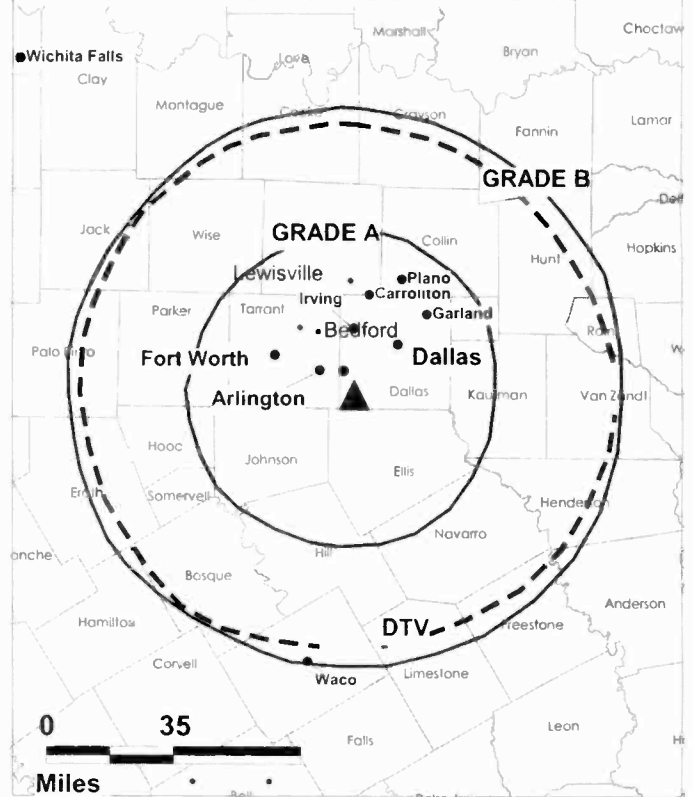 Choctaw
Marshall
Bryan
Wichita Falls
Love
Clay
Montague
Cooke
Grayson
Fannin
Lamar
GRADE B
Jack
Wise
GRADE A
Collin
Hunt
Hopkins
Lewisville
Plano
Irving
Carrollton
Parker
Tarrant
Garland
Bedford
Rains
Palo Pinto
Fort Worth
Dallas
Arlington
Dallas
Kaufman
Van Zandt
Hooc
Johnson
Ellis
Erath
Somervell
Henderson
Navarro
anche
Hill
Bosque
Anderson
Hamilton
DTV
Freestone
Coryell
Waco
Limestone
0 35
Falls
Leon
Miles
Bell